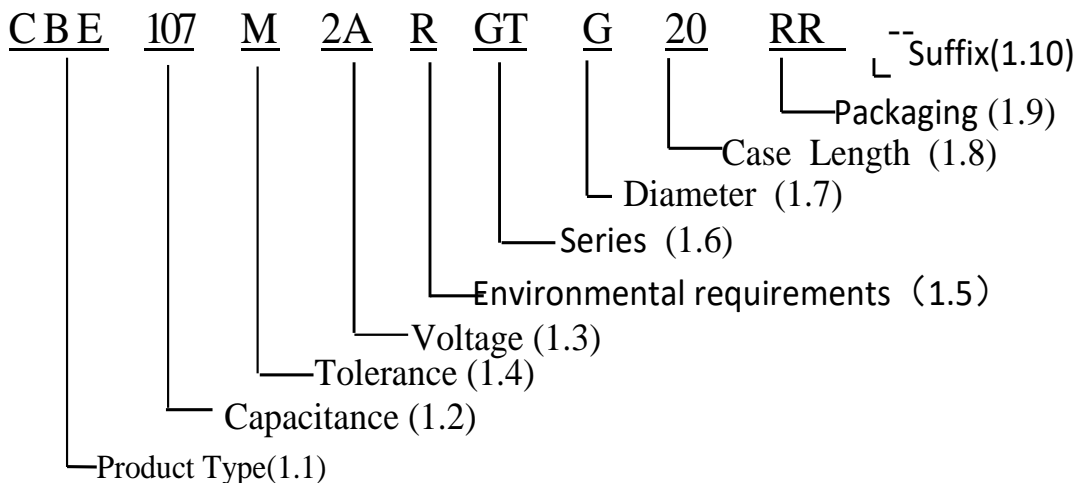 CBE 107 M 2A R GT G 20 RR --
Suffix(1.10)
Packaging (1.9)
Case Length (1.8)
Diameter (1.7)
Series (1.6)
Environmental requirements（1.5）
Voltage (1.3)
Tolerance (1.4)
Capacitance (1.2)
Product Type(1.1)